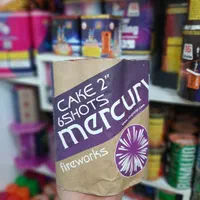 CAKE 2"
6SHOTS
mercury
fireworks